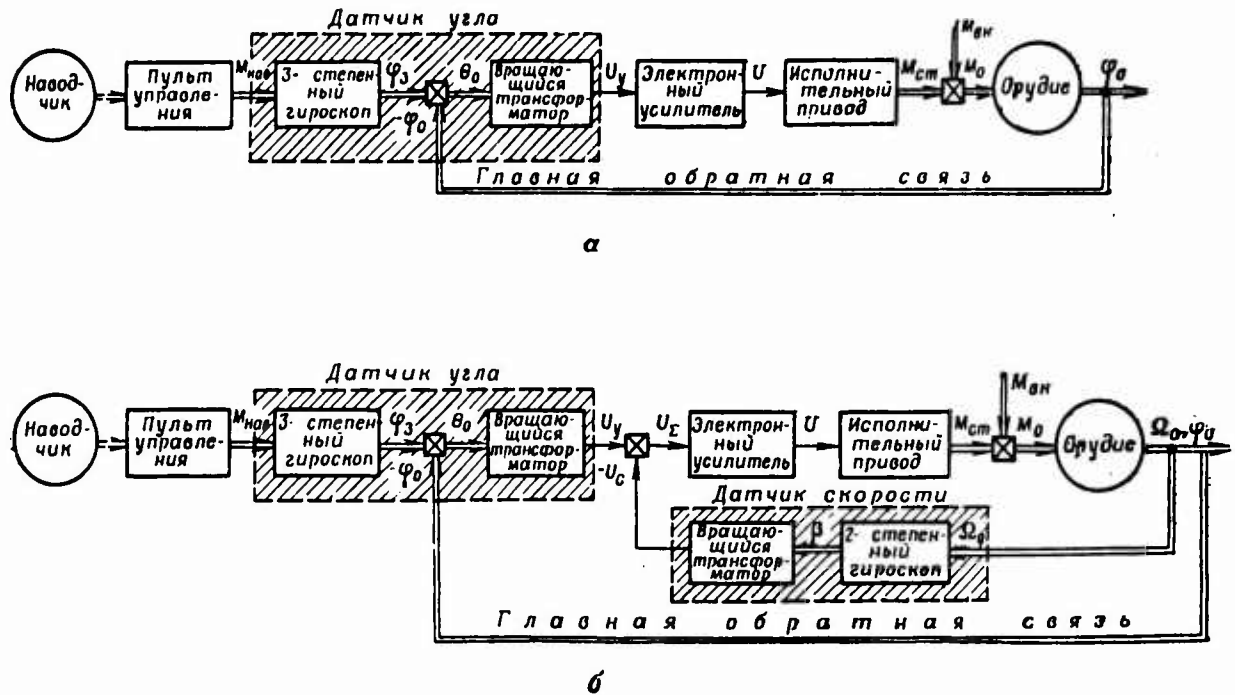 Датчик угла
Наводчик
Пульт
управле-
ния
Mнав
3- степен-
ный
гироскоп
φз
-φо
θо
Вращаю-
щийся
трансфор-
матор
Uу
Электрон-
ный
усилитель
U
Исполни-
тельный
привод
Mст
Mвн
Mо
Орудие
φо
Главная обратная связь
а
Датчик угла
Навод-
чик
Пульт
управле-
ния
Mнав
3- степен-
ный
гироскоп
φз
-φо
θо
Вращаю-
щийся
трансфор-
матор
Uу
-Uс
UΣ
Электрон-
ный
усилитель
U
Исполни-
тельный
привод
Mст
Mвн
Mо
Орудие
Ωо, φо
Датчик скорости
Вращаю-
щийся
трансфор-
матор
β
2- степен-
ный
гироскоп
Ωо
Главная обратная связь
б